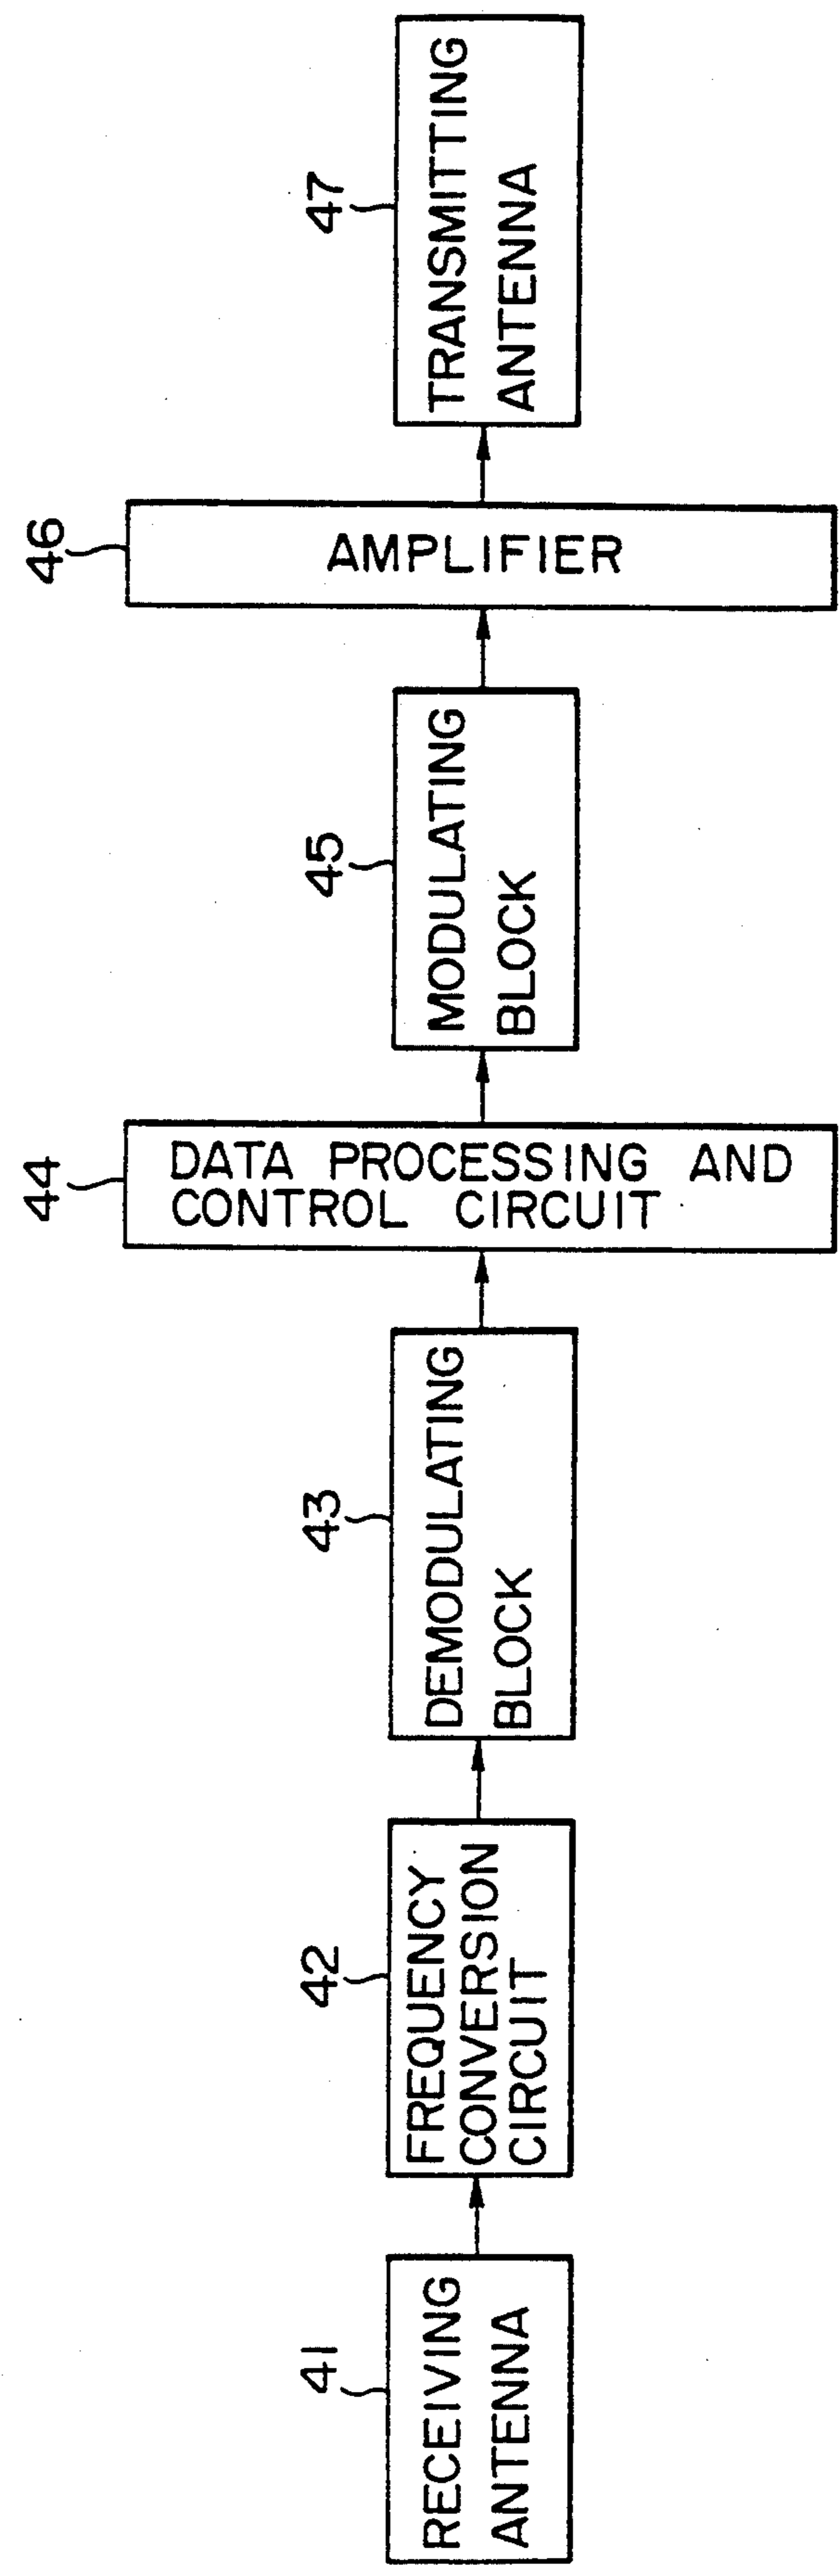 41
RECEIVING
ANTENNA
42
FREQUENCY
CONVERSION
CIRCUIT
43
DEMODULATING
BLOCK
44
DATA PROCESSING AND
CONTROL CIRCUIT
45
MODULATING
BLOCK
46
AMPLIFIER
47
TRANSMITTING
ANTENNA